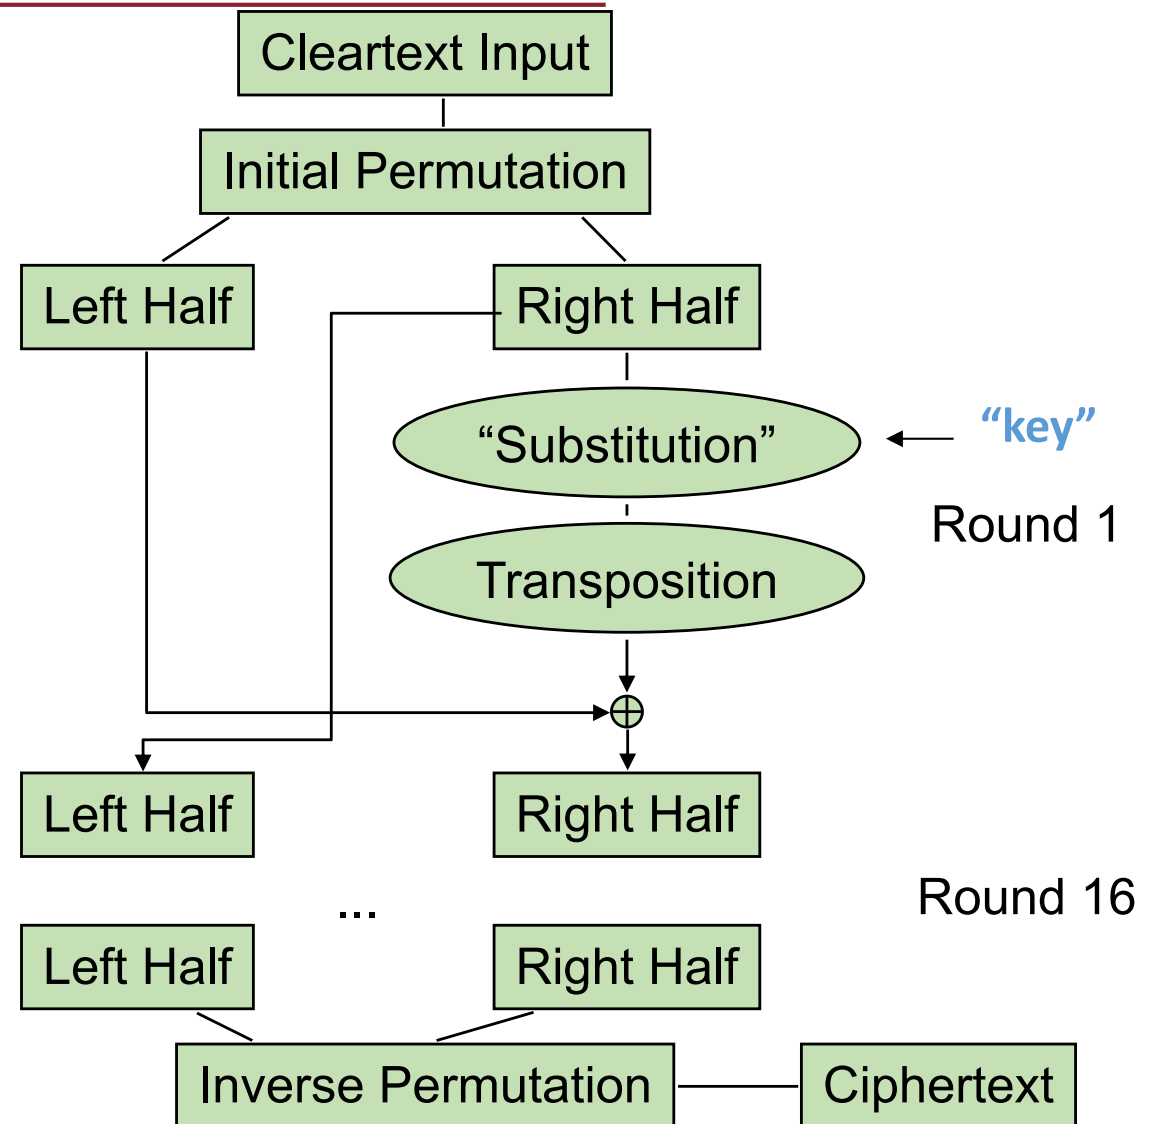 Cleartext Input
Initial Permutation
Left Half
Right Half
“Substitution”
“key”
Round 1
Transposition
Left Half
Right Half
...
Round 16
Left Half
Right Half
Inverse Permutation
Ciphertext